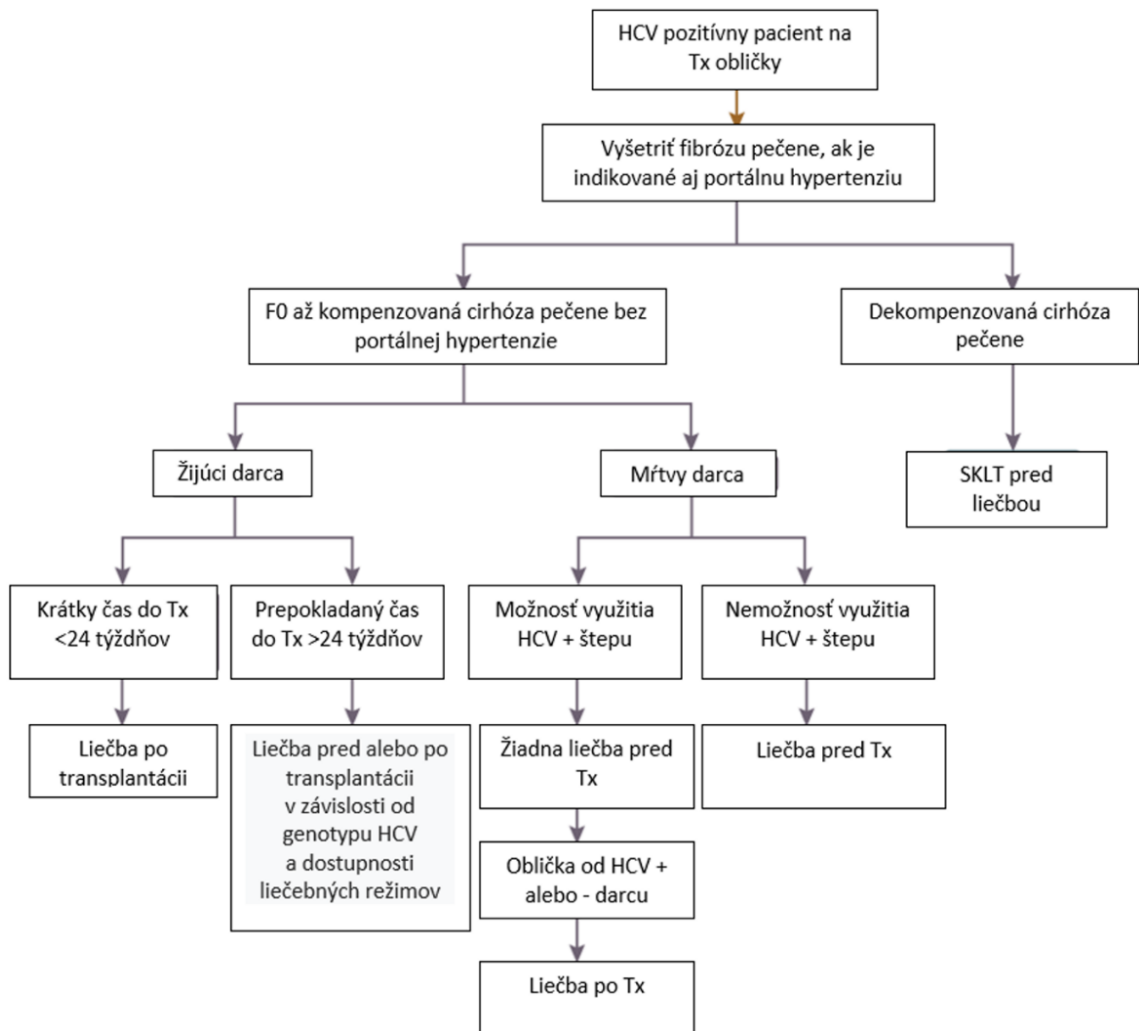 HCV pozitívny pacient na
Tx obličky
Vyšetriť fibrózu pečene, ak je
indikované aj portálnu hypertenziu
F0 až kompenzovaná cirhóza pečene bez
portálnej hypertenzie
Dekompenzovaná cirhóza
pečene
Žijúci darca
Mŕtvy darca
SKLT pred
liečbou
Krátky čas do Tx
<24 týždňov
Prepokladaný čas
do Tx >24 týždňov
Možnosť využitia
HCV + štepu
Nemožnosť využitia
HCV + štepu
Liečba po
transplantácii
Liečba pred alebo po
transplantácii
v závislosti od
genotypu HCV
a dostupnosti
liečebných režimov
Žiadna liečba pred
Tx
Liečba pred Tx
Oblička od HCV +
alebo - darcu
Liečba po Tx